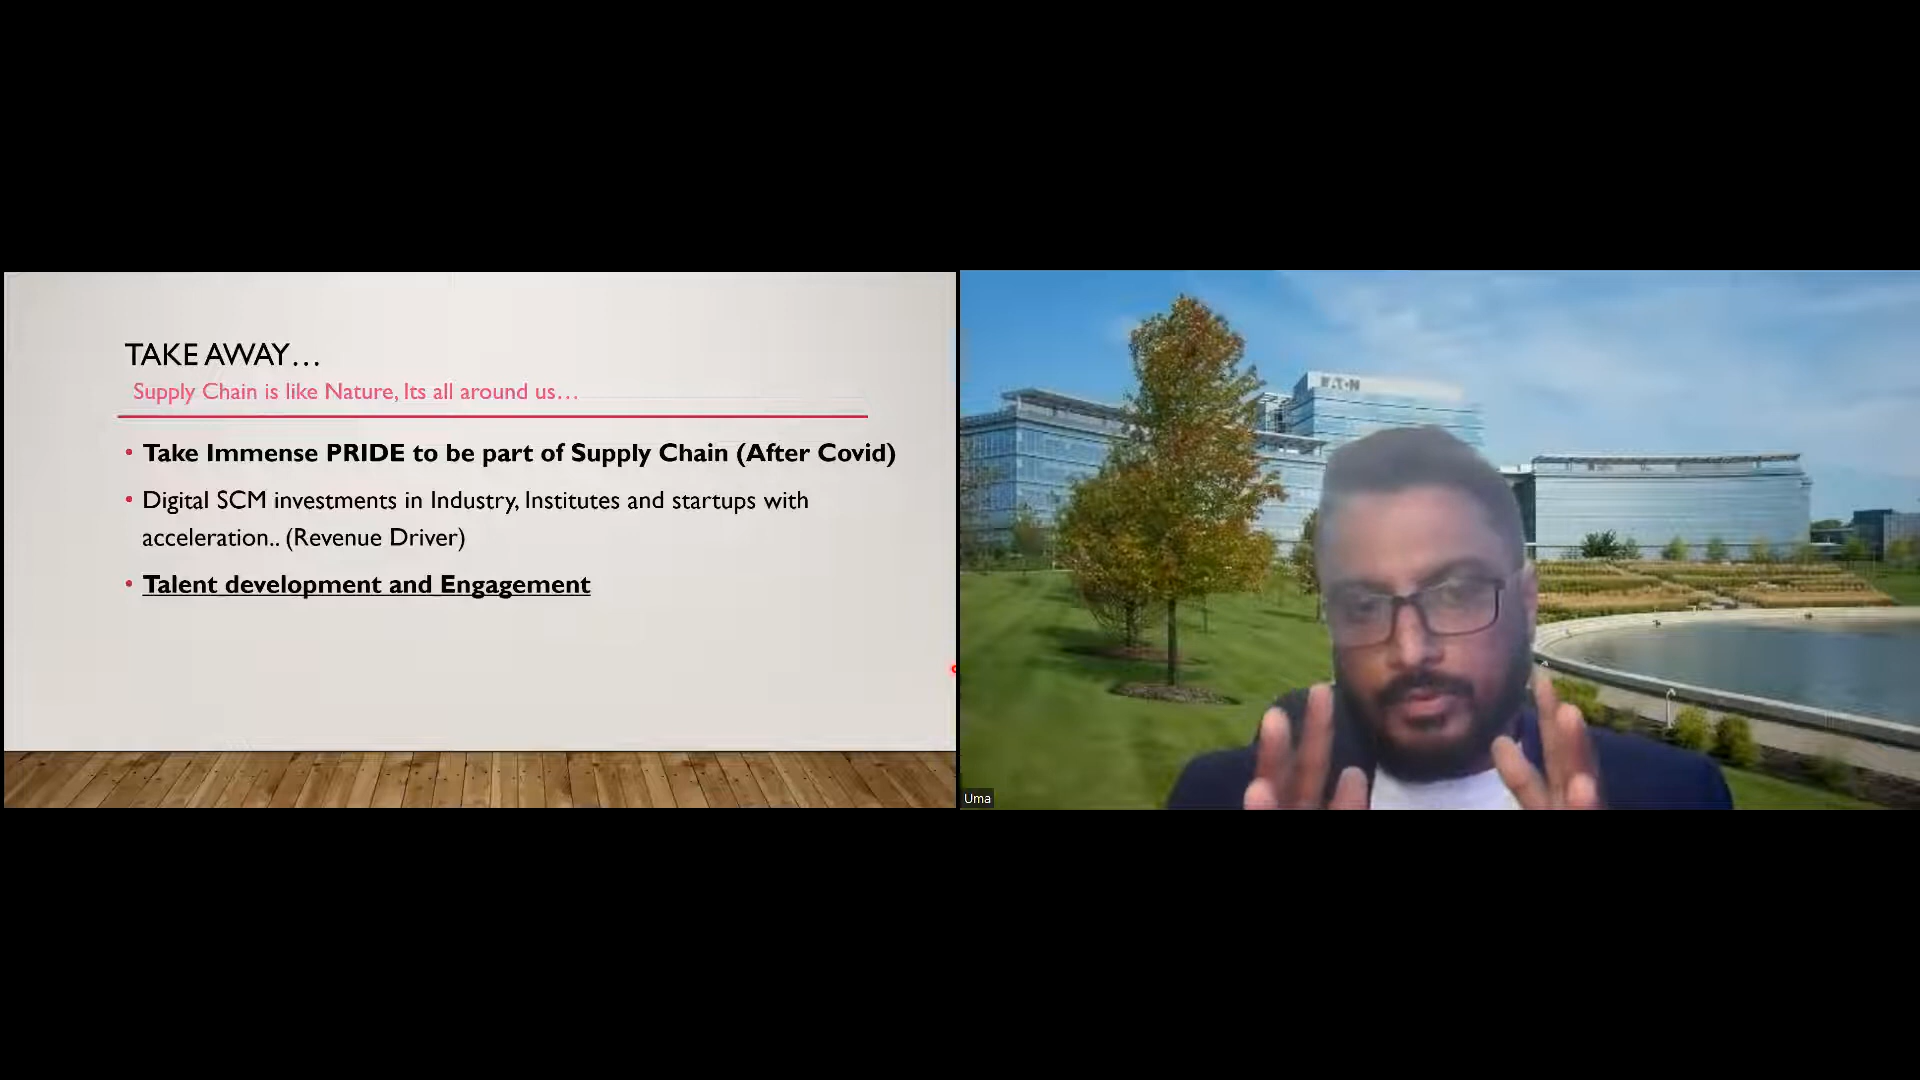 TAKE AWAY…
Supply Chain is like Nature, Its all around us…
• Take Immense PRIDE to be part of Supply Chain (After Covid)
• Digital SCM investments in Industry, Institutes and startups with
acceleration.. (Revenue Driver)
• Talent development and Engagement
EATON
Uma